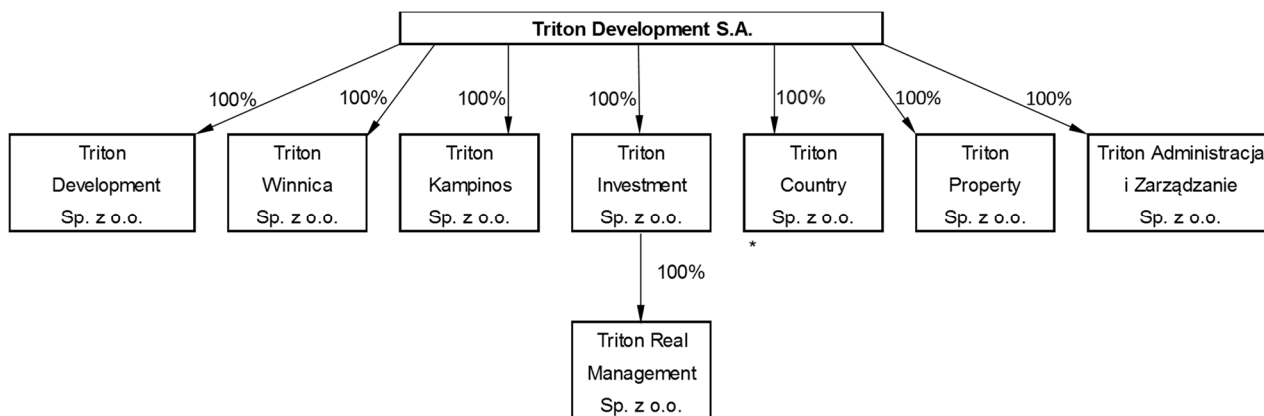 Triton Development S.A.
100%
100%
100%
100%
100%
100%
100%
Triton
Development
Sp. z o.o.
Triton
Winnica
Sp. z o.o.
Triton
Kampinos
Sp. z o.o.
Triton
Investment
Sp. z o.o.
Triton
Country
Sp. z o.o.
*
Triton
Property
Sp. z o.o.
Triton Administracja
i Zarządzanie
Sp. z o.o.
100%
Triton Real
Management
Sp. z o.o.